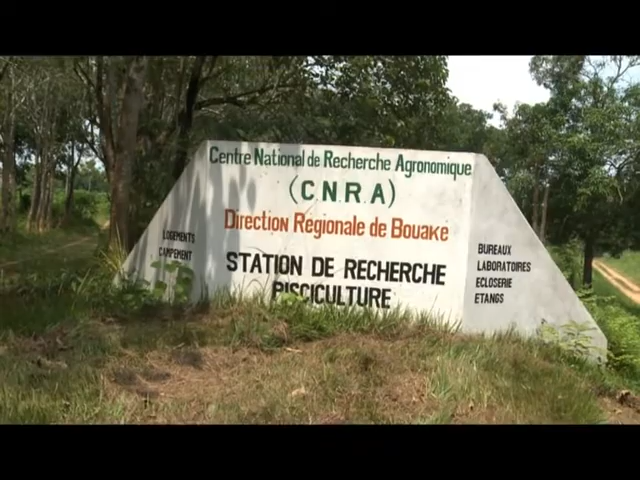 Centre National de Recherche Agronomique
(C N R A)
Direction Regionale de Bouake
STATION DE RECHERCHE
PISCICULTURE
LOGEMENTS
CAMPEMENT
BUREAUX
LABORATOIRES
ECLOSERIE
ETANGS